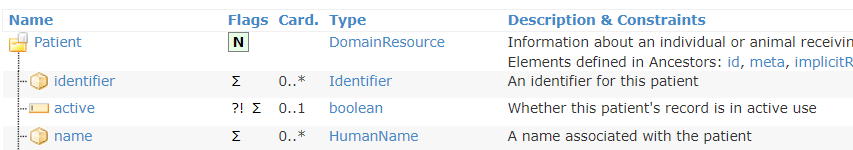 Name Flags Card. Type Description & Constraints
Patient N DomainResource Information about an individual or animal receivin
Elements defined in Ancestors: id, meta, implicitR
identifier Σ 0..* Identifier An identifier for this patient
active ?! Σ 0..1 boolean Whether this patient's record is in active use
name Σ 0..* HumanName A name associated with the patient